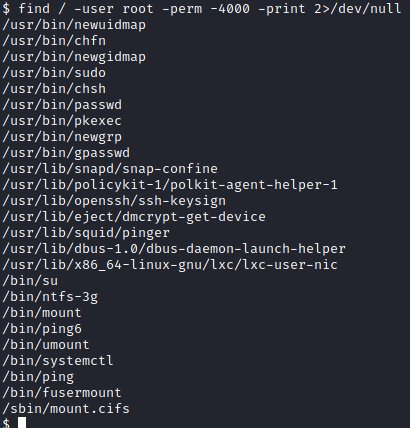 $ find / -user root -perm -4000 -print 2>/dev/null
/usr/bin/newuidmap
/usr/bin/chfn
/usr/bin/newgidmap
/usr/bin/sudo
/usr/bin/chsh
/usr/bin/passwd
/usr/bin/pkexec
/usr/bin/newgrp
/usr/bin/gpasswd
/usr/lib/snapd/snap-confine
/usr/lib/policykit-1/polkit-agent-helper-1
/usr/lib/openssh/ssh-keysign
/usr/lib/eject/dmcrypt-get-device
/usr/lib/squid/pinger
/usr/lib/dbus-1.0/dbus-daemon-launch-helper
/usr/lib/x86_64-linux-gnu/lxc/lxc-user-nic
/bin/su
/bin/ntfs-3g
/bin/mount
/bin/ping6
/bin/umount
/bin/systemctl
/bin/ping
/bin/fusermount
/sbin/mount.cifs
$